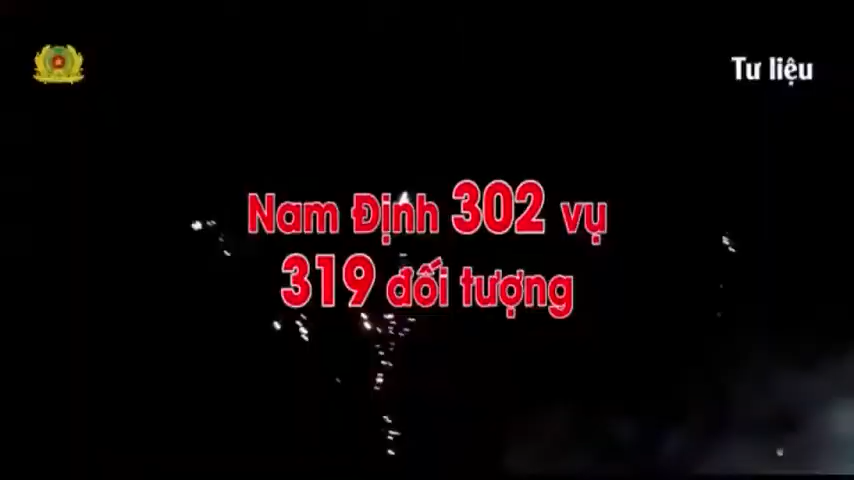 Tư liệu
Nam Định 302 vụ
319 đối tượng